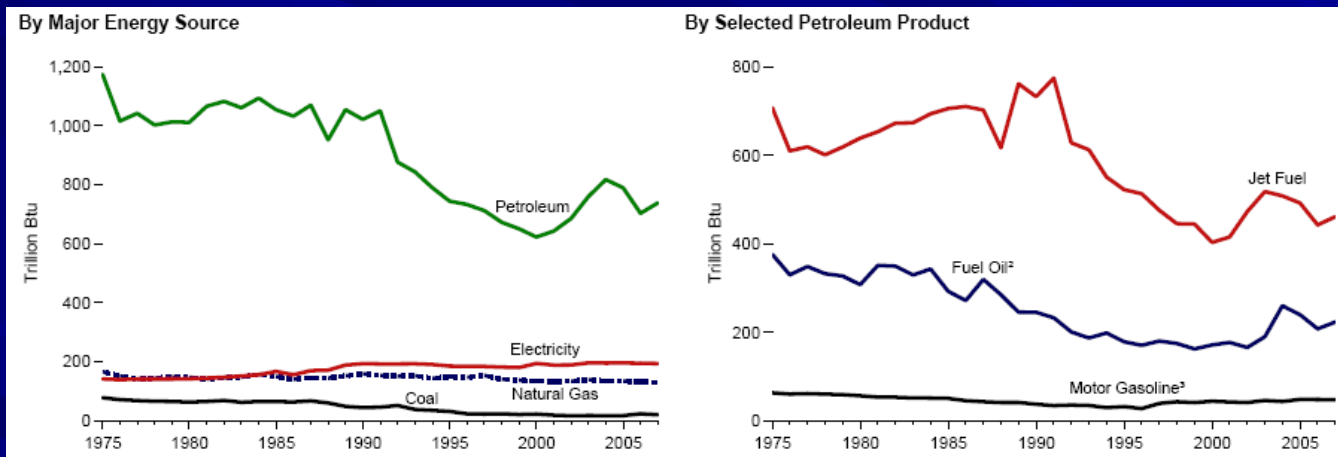 By Major Energy Source
1,200
1,000
800
600
400
200
0
Trillion Btu
Petroleum
Electricity
Natural Gas
Coal
1975 1980 1985 1990 1995 2000 2005
By Selected Petroleum Product
800
600
400
200
0
Trillion Btu
Jet Fuel
Fuel Oil²
Motor Gasoline³
1975 1980 1985 1990 1995 2000 2005